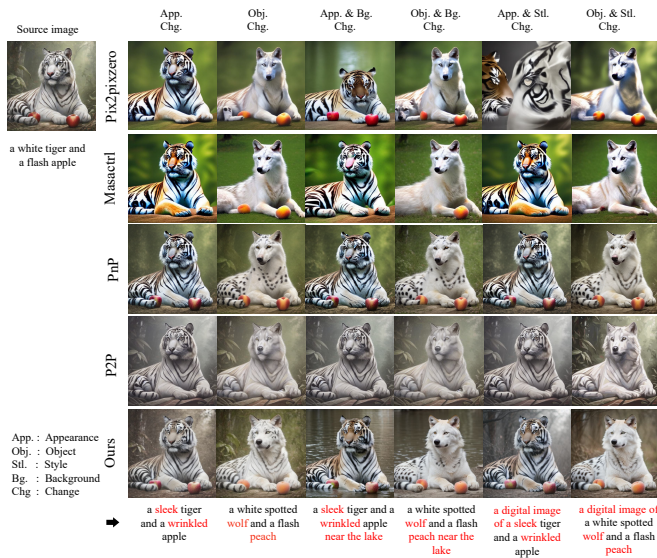 App.
Chg.
Obj.
Chg.
App. & Bg.
Chg.
Obj. & Bg.
Chg.
App. & Stl.
Chg.
Obj. & Stl.
Chg.
Source image
a white tiger and
a flash apple
Pix2pixzero
Masactrl
PnP
P2P
Ours
App. : Appearance
Obj. : Object
Stl. : Style
Bg. : Background
Chg : Change
a sleek tiger
and a wrinkled
apple
a white spotted
wolf and a flash
peach
a sleek tiger and a
wrinkled apple
near the lake
a white spotted
wolf and a flash
peach near the
lake
a digital image
of a sleek tiger
and a wrinkled
apple
a digital image of
a white spotted
wolf and a flash
peach